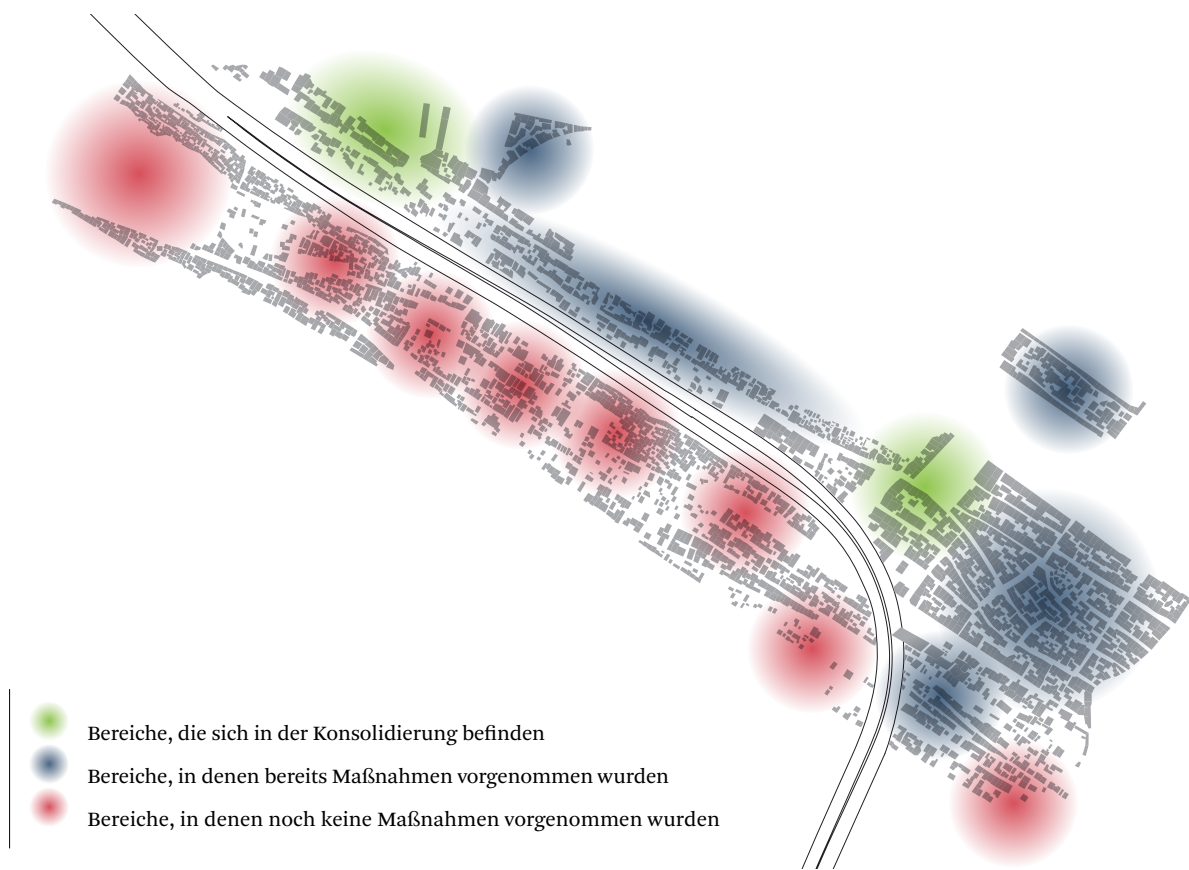 Bereiche, die sich in der Konsolidierung befinden
Bereiche, in denen bereits Maßnahmen vorgenommen wurden
Bereiche, in denen noch keine Maßnahmen vorgenommen wurden